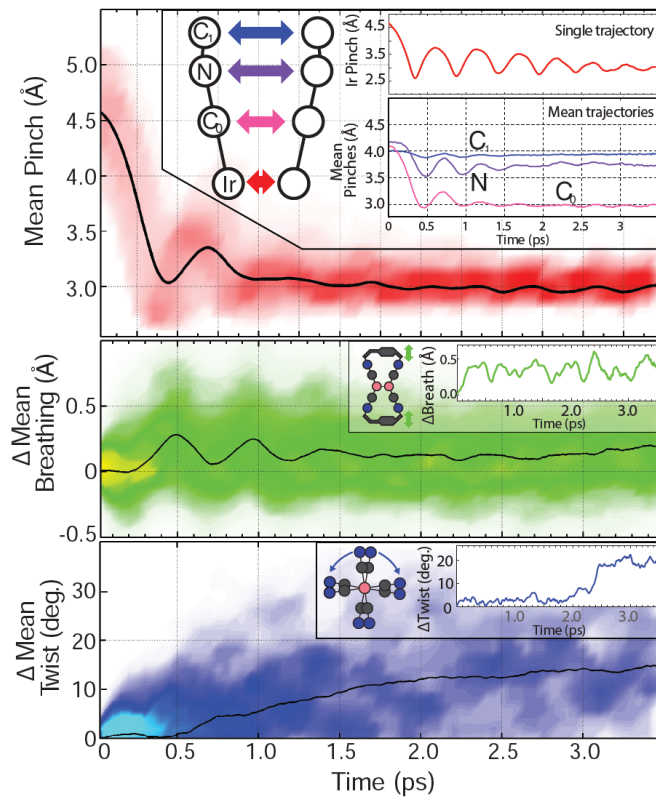 Mean Pinch (Å)
5.0
4.5
4.0
3.5
3.0
C1
N
C0
Ir
Single trajectory
Ir Pinch
4.5
3.5
2.5
Mean trajectories
Mean
Pinches (Å)
4.5
4.0
3.5
3.0
C
N
C0
0.0 0.5 1.0 1.5 2.0 2.5 3.0
Time (ps)
Δ Mean
Breathing (Å)
0.5
0
-0.5
ΔBreath (Å)
0.5
0.0
1.0 2.0 3.0
Time (ps)
Δ Mean
Twist (deg.)
30
20
10
0
ΔTwist (deg.)
20
10
0
1.0 2.0 3.0
Time (ps)
0.5 1.0 1.5 2.0 2.5 3.0
Time (ps)